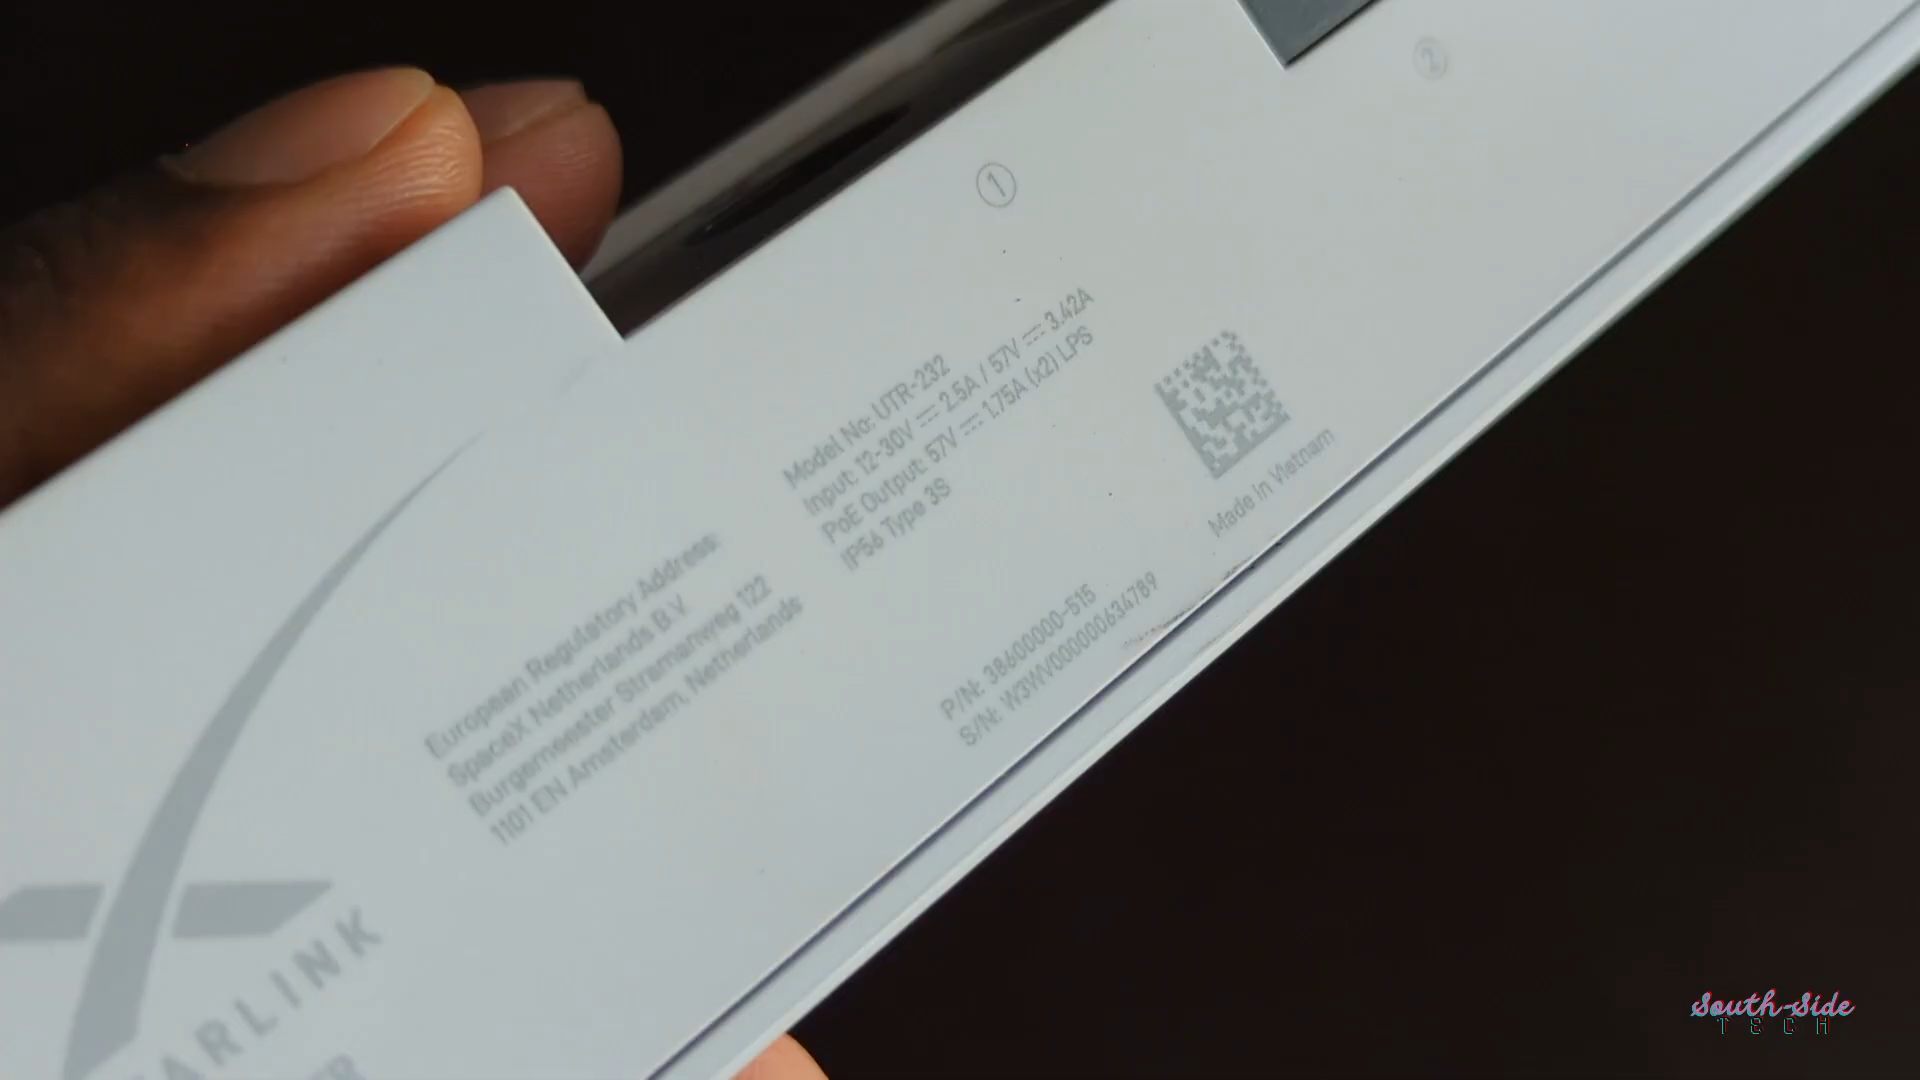 ①
②
Model No: UTR-232
Input: 12-30V ⎓ 2.5A / 57V ⎓ 3.42A
PoE Output: 57V ⎓ 1.75A (x2) LPS
IP56 Type 3S
Made in Vietnam
European Regulatory Address:
SpaceX Netherlands B.V.
Burgemeester Stramanweg 122
1101 EN Amsterdam, Netherlands
P/N: 38600000-515
S/N: W3WV000000634789
ARLINK
South-Side
TECH